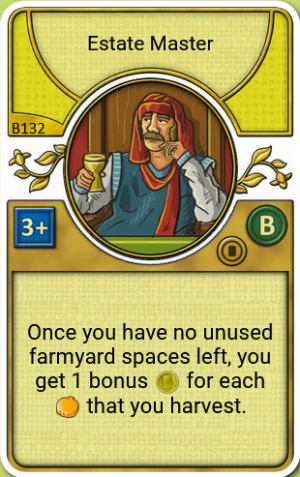 Estate Master
B132
3+
B
Once you have no unused
farmyard spaces left, you
get 1 bonus for each
that you harvest.